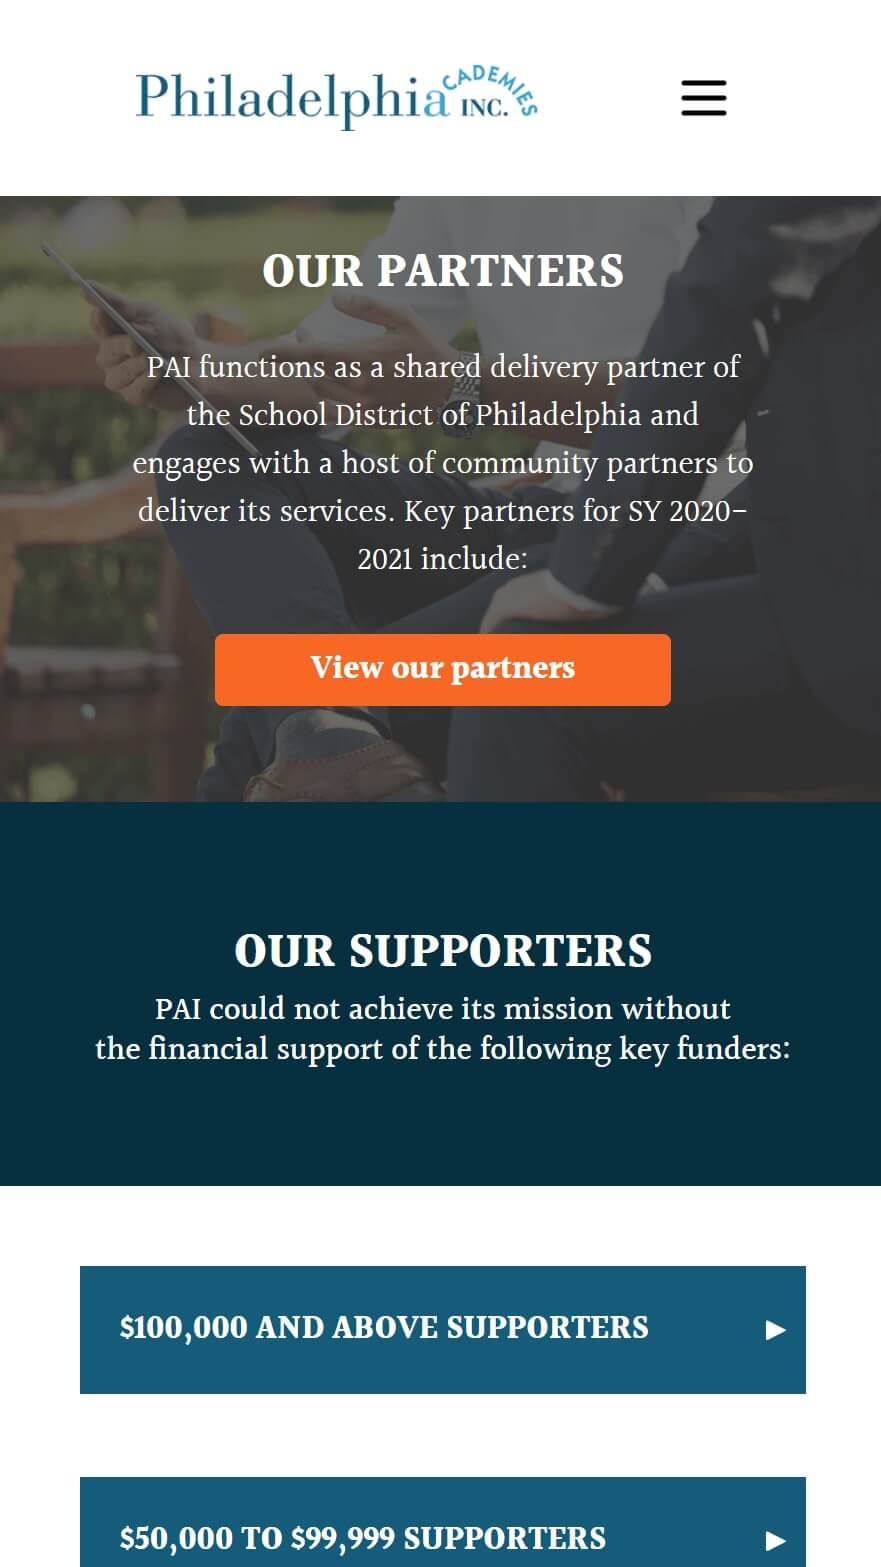 Philadelphia CADEMIES INC.
OUR PARTNERS
PAI functions as a shared delivery partner of
the School District of Philadelphia and
engages with a host of community partners to
deliver its services. Key partners for SY 2020-
2021 include:
View our partners
OUR SUPPORTERS
PAI could not achieve its mission without
the financial support of the following key funders:
$100,000 AND ABOVE SUPPORTERS
$50,000 TO $99,999 SUPPORTERS